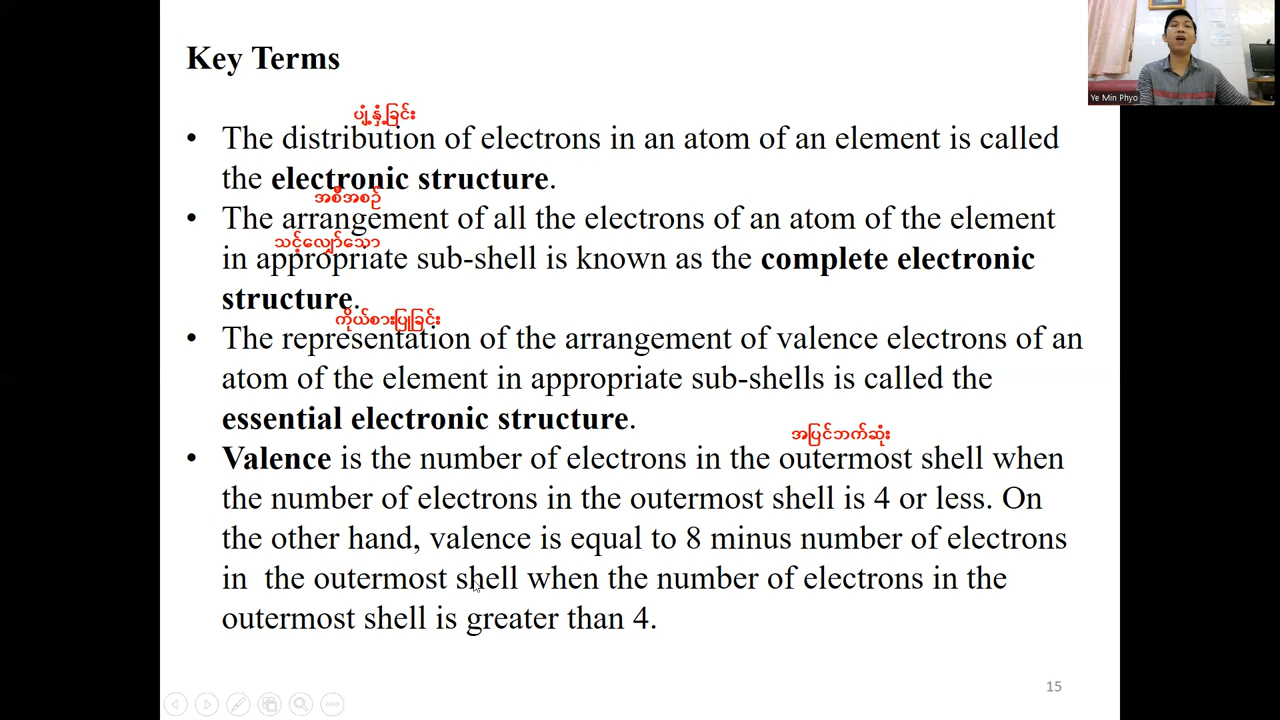 Key Terms
Ye Min Phyo
ပျံ့နှံ့ခြင်း
• The distribution of electrons in an atom of an element is called
the electronic structure.
အစီအစဉ်
• The arrangement of all the electrons of an atom of the element
သင့်လျော်သော
in appropriate sub-shell is known as the complete electronic
structure.
ကိုယ်စားပြုခြင်း
• The representation of the arrangement of valence electrons of an
atom of the element in appropriate sub-shells is called the
essential electronic structure.
အပြင်ဘက်ဆုံး
• Valence is the number of electrons in the outermost shell when
the number of electrons in the outermost shell is 4 or less. On
the other hand, valence is equal to 8 minus number of electrons
in the outermost shell when the number of electrons in the
outermost shell is greater than 4.
15